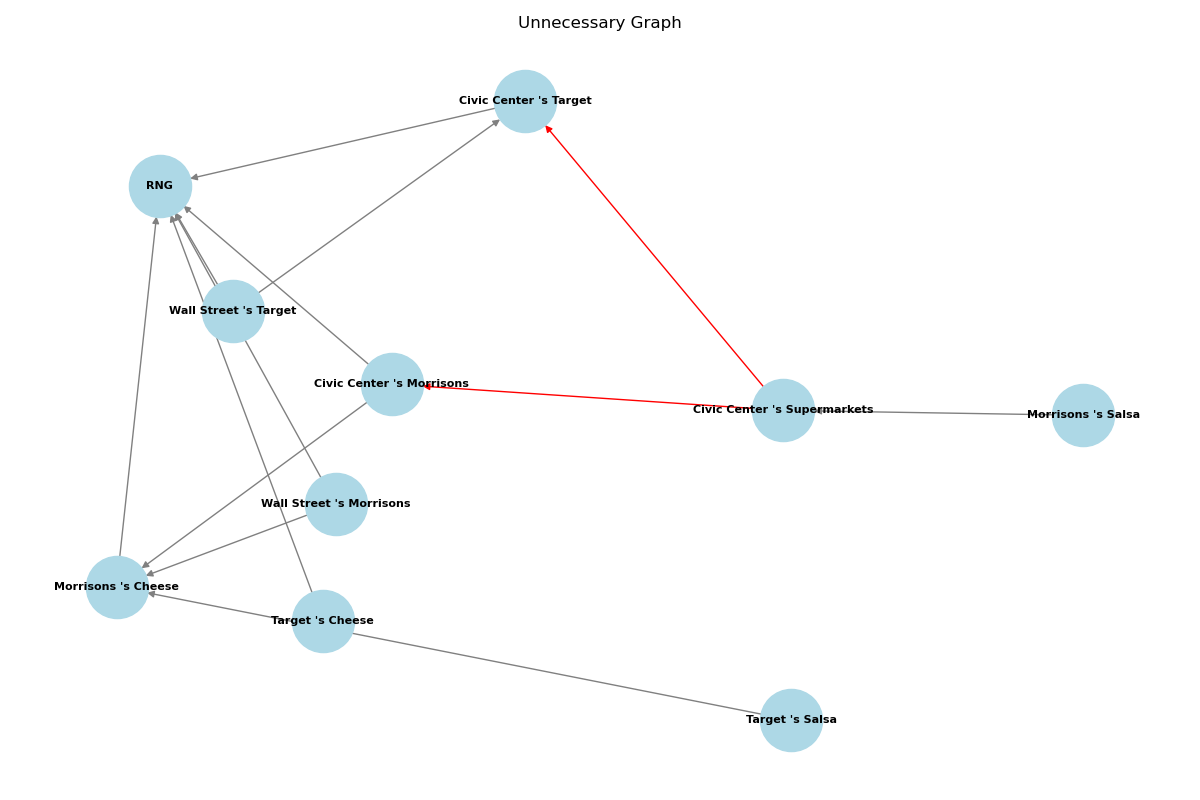 Unnecessary Graph
Civic Center 's Target
RNG
Wall Street 's Target
Civic Center 's Morrisons
Civic Center 's Supermarkets
Morrisons 's Salsa
Wall Street 's Morrisons
Morrisons 's Cheese
Target 's Cheese
Target 's Salsa